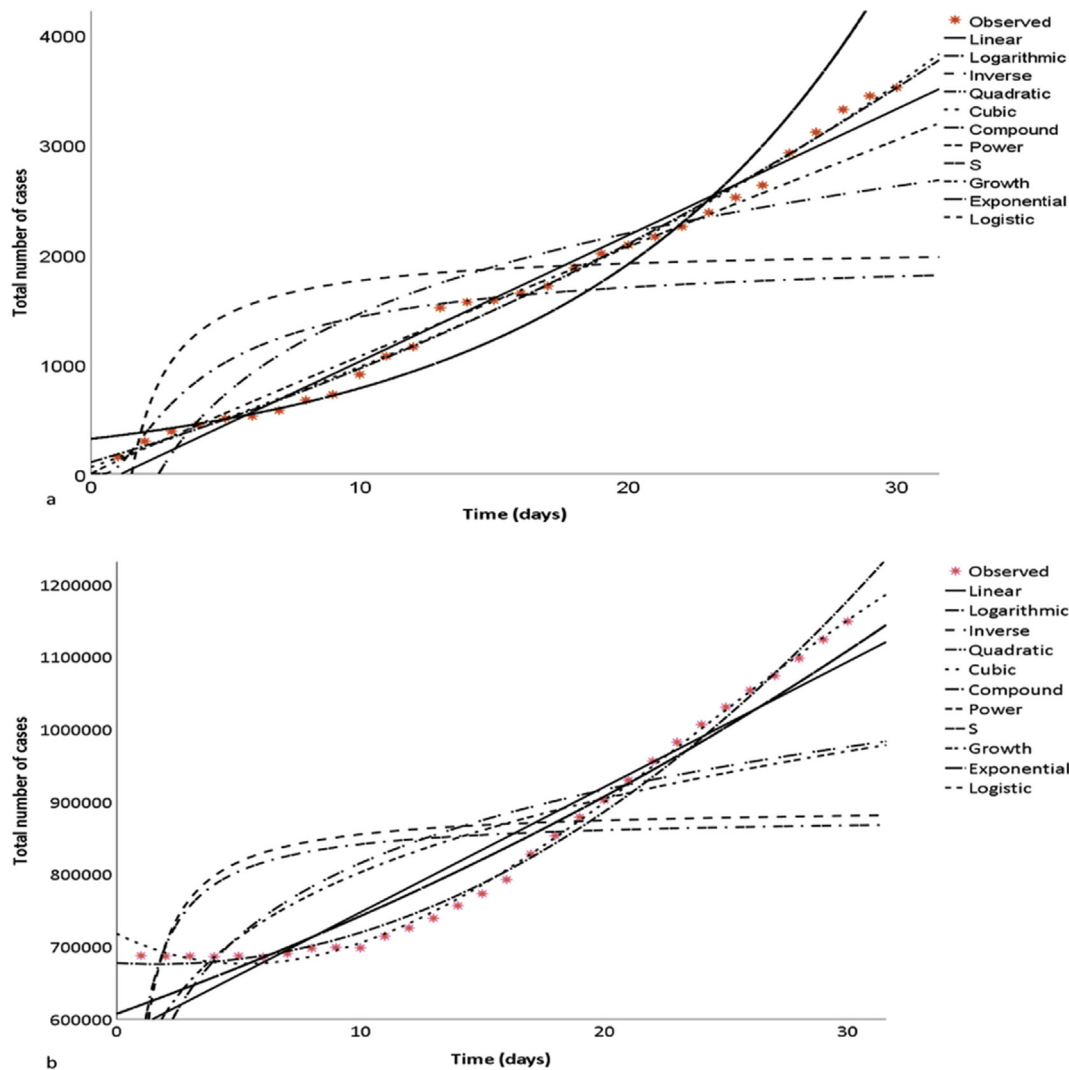 4000
3000
2000
1000
0
Total number of cases
0 10 20 30
Time (days)
a
Observed
Linear
Logarithmic
Inverse
Quadratic
Cubic
Compound
Power
S
Growth
Exponential
Logistic
1200000
1100000
1000000
900000
800000
700000
600000
Total number of cases
0 10 20 30
Time (days)
b
Observed
Linear
Logarithmic
Inverse
Quadratic
Cubic
Compound
Power
S
Growth
Exponential
Logistic